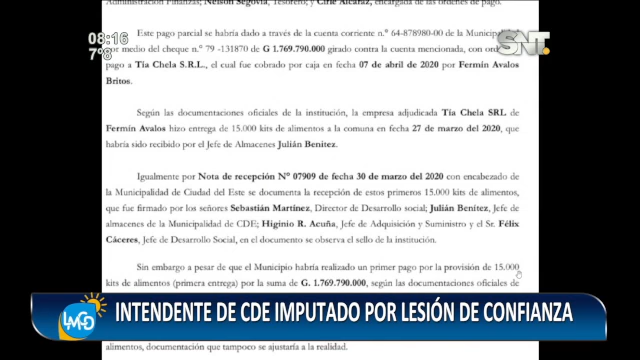 Administración Finanzas; Nelson Segovia, Tesorero; y Cirle Alcaraz, encargada de las órdenes de pago.
08:16
7°8
SNT
Este pago parcial se habría dado a través de la cuenta corriente n.° 64-878980-00 de la Municipalidad
por medio del cheque n.° 79 -131870 de G 1.769.790.000 girado contra la cuenta mencionada, con orden
pago a Tía Chela S.R.L., el cual fue cobrado por caja en fecha 07 de abril de 2020 por Fermín Avalos
Britos.
Según las documentaciones oficiales de la institución, la empresa adjudicada Tía Chela SRL de
Fermín Avalos hizo entrega de 15.000 kits de alimentos a la comuna en fecha 27 de marzo del 2020, que
habría sido recibido por el Jefe de Almacenes Julián Benítez.
Igualmente por Nota de recepción N° 07909 de fecha 30 de marzo del 2020 con encabezado de
la Municipalidad de Ciudad del Este se documenta la recepción de estos primeros 15.000 kits de alimentos,
que fue firmado por los señores Sebastián Martínez, Director de Desarrollo social; Julián Benítez, Jefe de
almacenes de la Municipalidad de CDE; Higinio R. Acuña, Jefe de Adquisición y Suministro y el Sr. Félix
Cáceres, Jefe de Desarrollo Social, en el documento se observa el sello de la institución.
Sin embargo a pesar de que el Municipio habría realizado un primer pago por la provisión de 15.000
kits de alimentos (primera entrega) por la suma de G. 1.769.790.000, según las documentaciones oficiales de
LMCD
INTENDENTE DE CDE IMPUTADO POR LESIÓN DE CONFIANZA
alimentos, documentación que tampoco se ajustaría a la realidad.